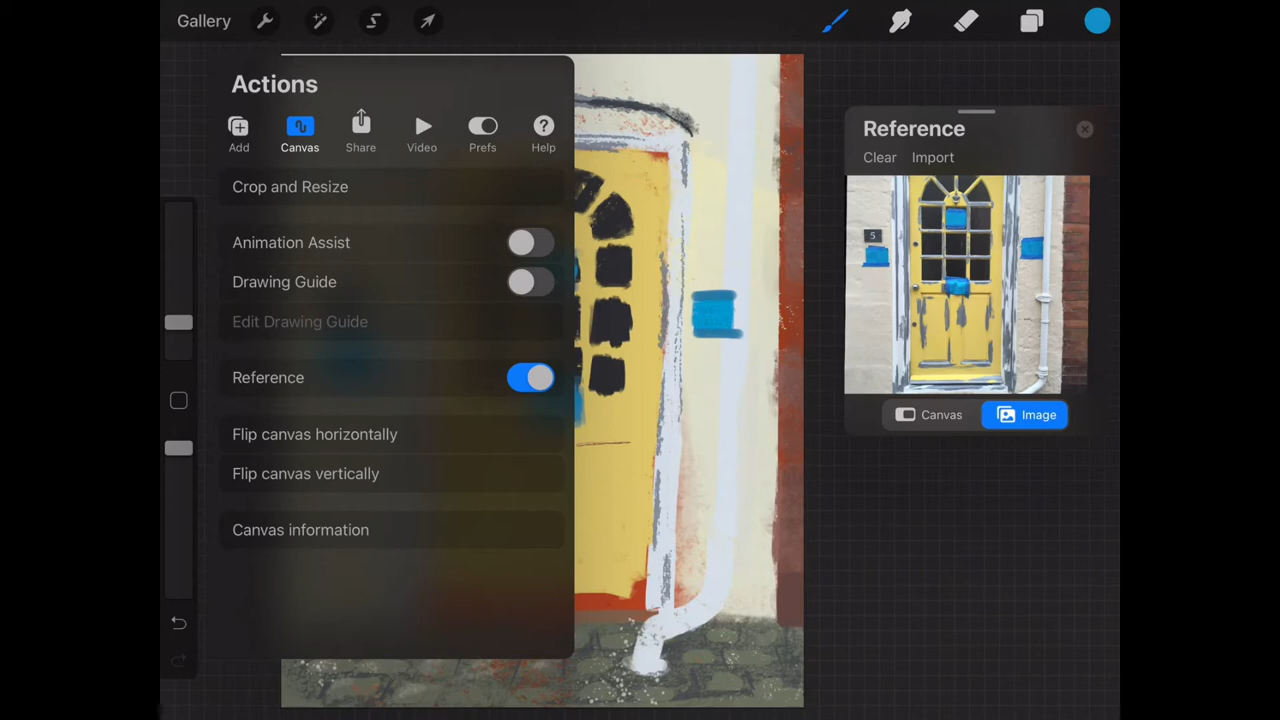 Gallery
Actions
Add Canvas Share Video Prefs Help
Crop and Resize
Animation Assist
Drawing Guide
Edit Drawing Guide
Reference
Flip canvas horizontally
Flip canvas vertically
Canvas information
Reference
Clear Import
5
Canvas Image